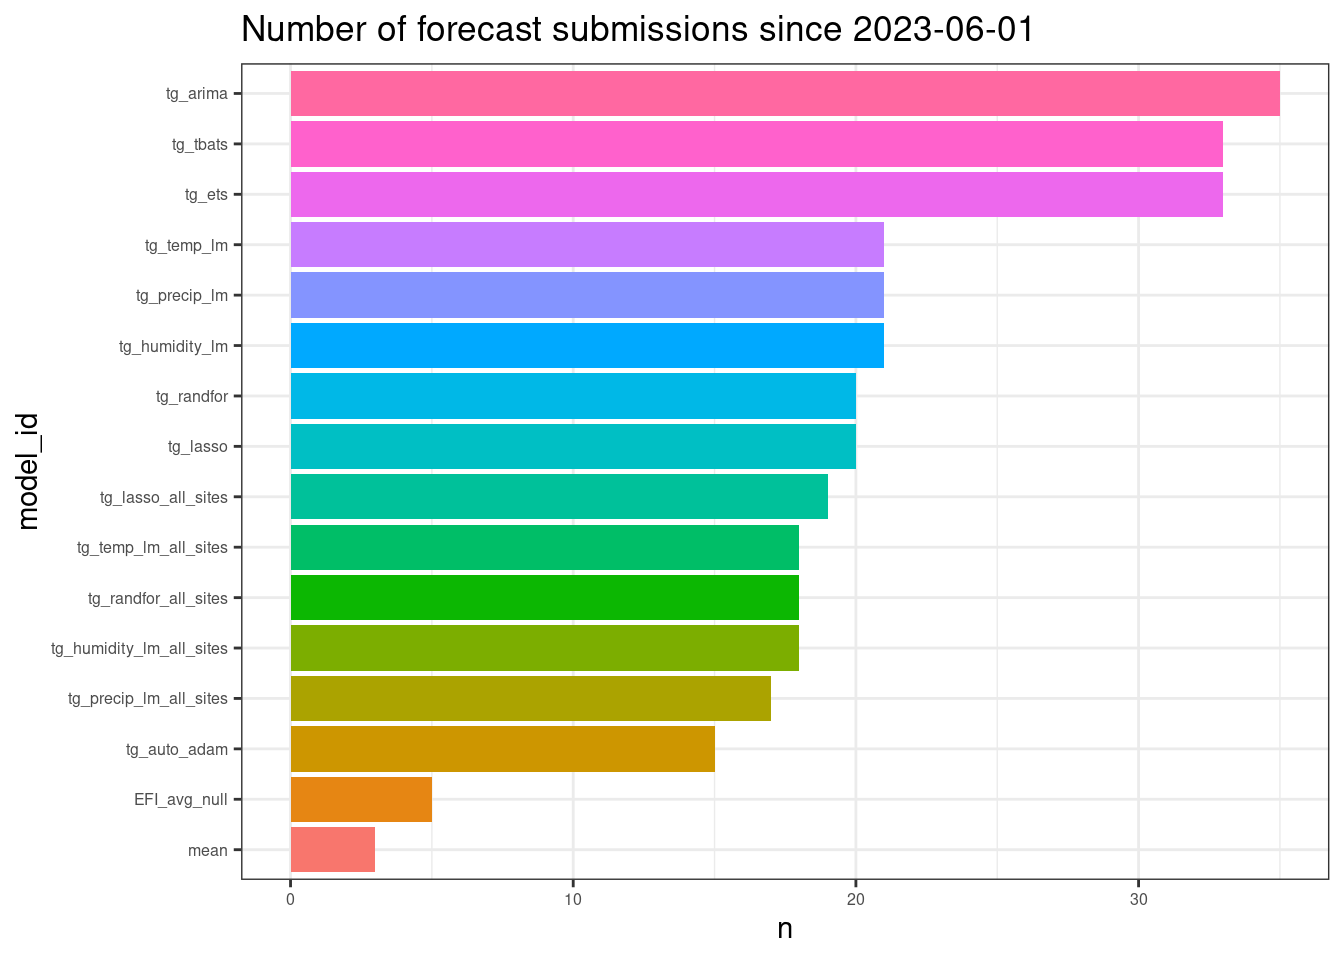 Number of forecast submissions since 2023-06-01
model_id
tg_arima
tg_tbats
tg_ets
tg_temp_lm
tg_precip_lm
tg_humidity_lm
tg_randfor
tg_lasso
tg_lasso_all_sites
tg_temp_lm_all_sites
tg_randfor_all_sites
tg_humidity_lm_all_sites
tg_precip_lm_all_sites
tg_auto_adam
EFI_avg_null
mean
0 10 20 30
n